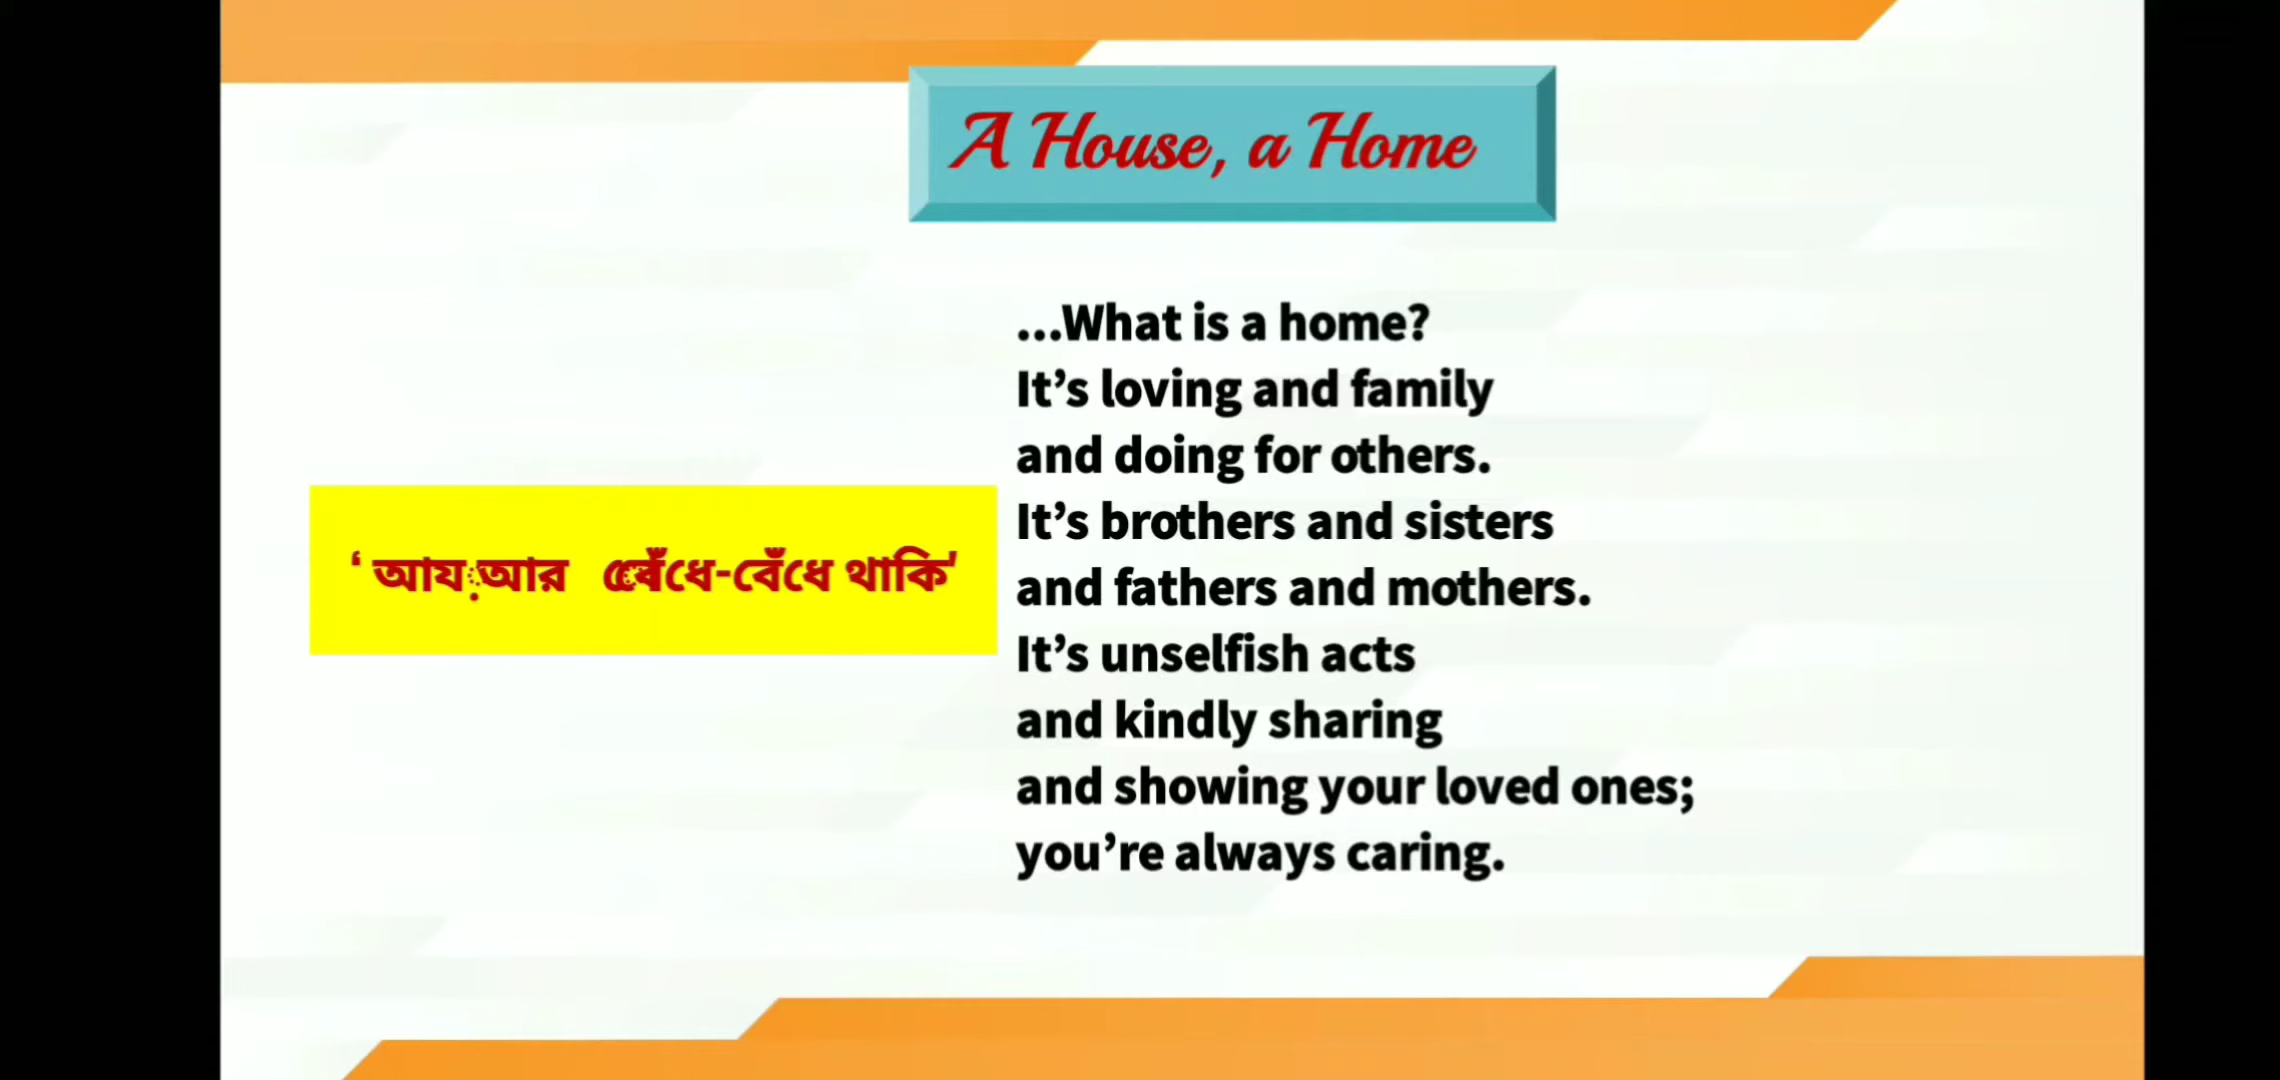 A House, a Home
...What is a home?
It’s loving and family
and doing for others.
It’s brothers and sisters
and fathers and mothers.
It’s unselfish acts
and kindly sharing
and showing your loved ones;
you’re always caring.
‘ আয় আর বেঁধে-বেঁধে থাকি’